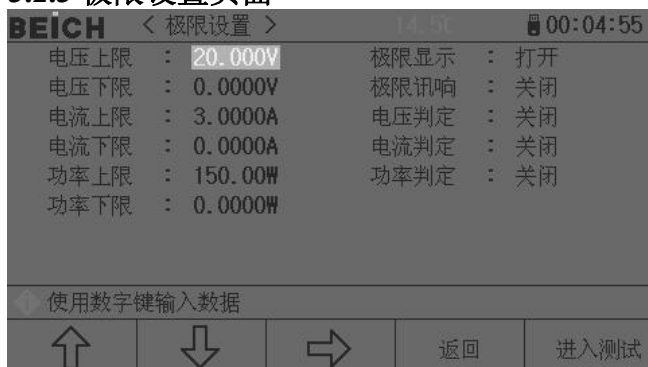 BEICH < 极限设置 > 14.50 00:04:55
电压上限 : 20.000V 极限显示 : 打开
电压下限 : 0.0000V 极限讯响 : 关闭
电流上限 : 3.0000A 电压判定 : 关闭
电流下限 : 0.0000A 电流判定 : 关闭
功率上限 : 150.00W 功率判定 : 关闭
功率下限 : 0.0000W
使用数字键输入数据
返回 进入测试